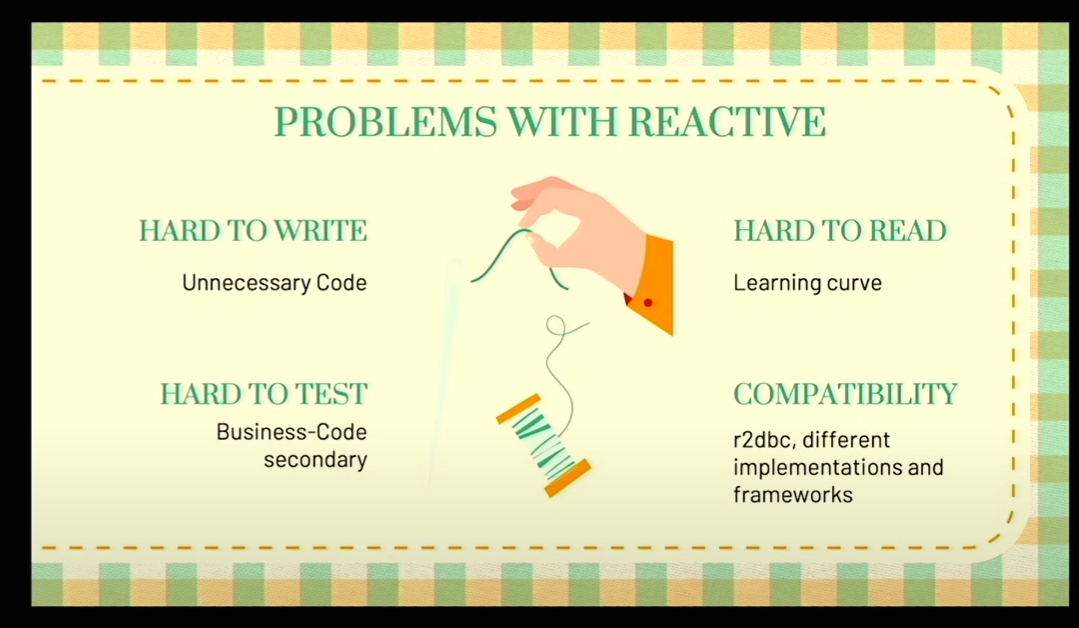 PROBLEMS WITH REACTIVE
HARD TO WRITE
Unnecessary Code
HARD TO READ
Learning curve
HARD TO TEST
Business-Code
secondary
COMPATIBILITY
r2dbc, different
implementations and
frameworks